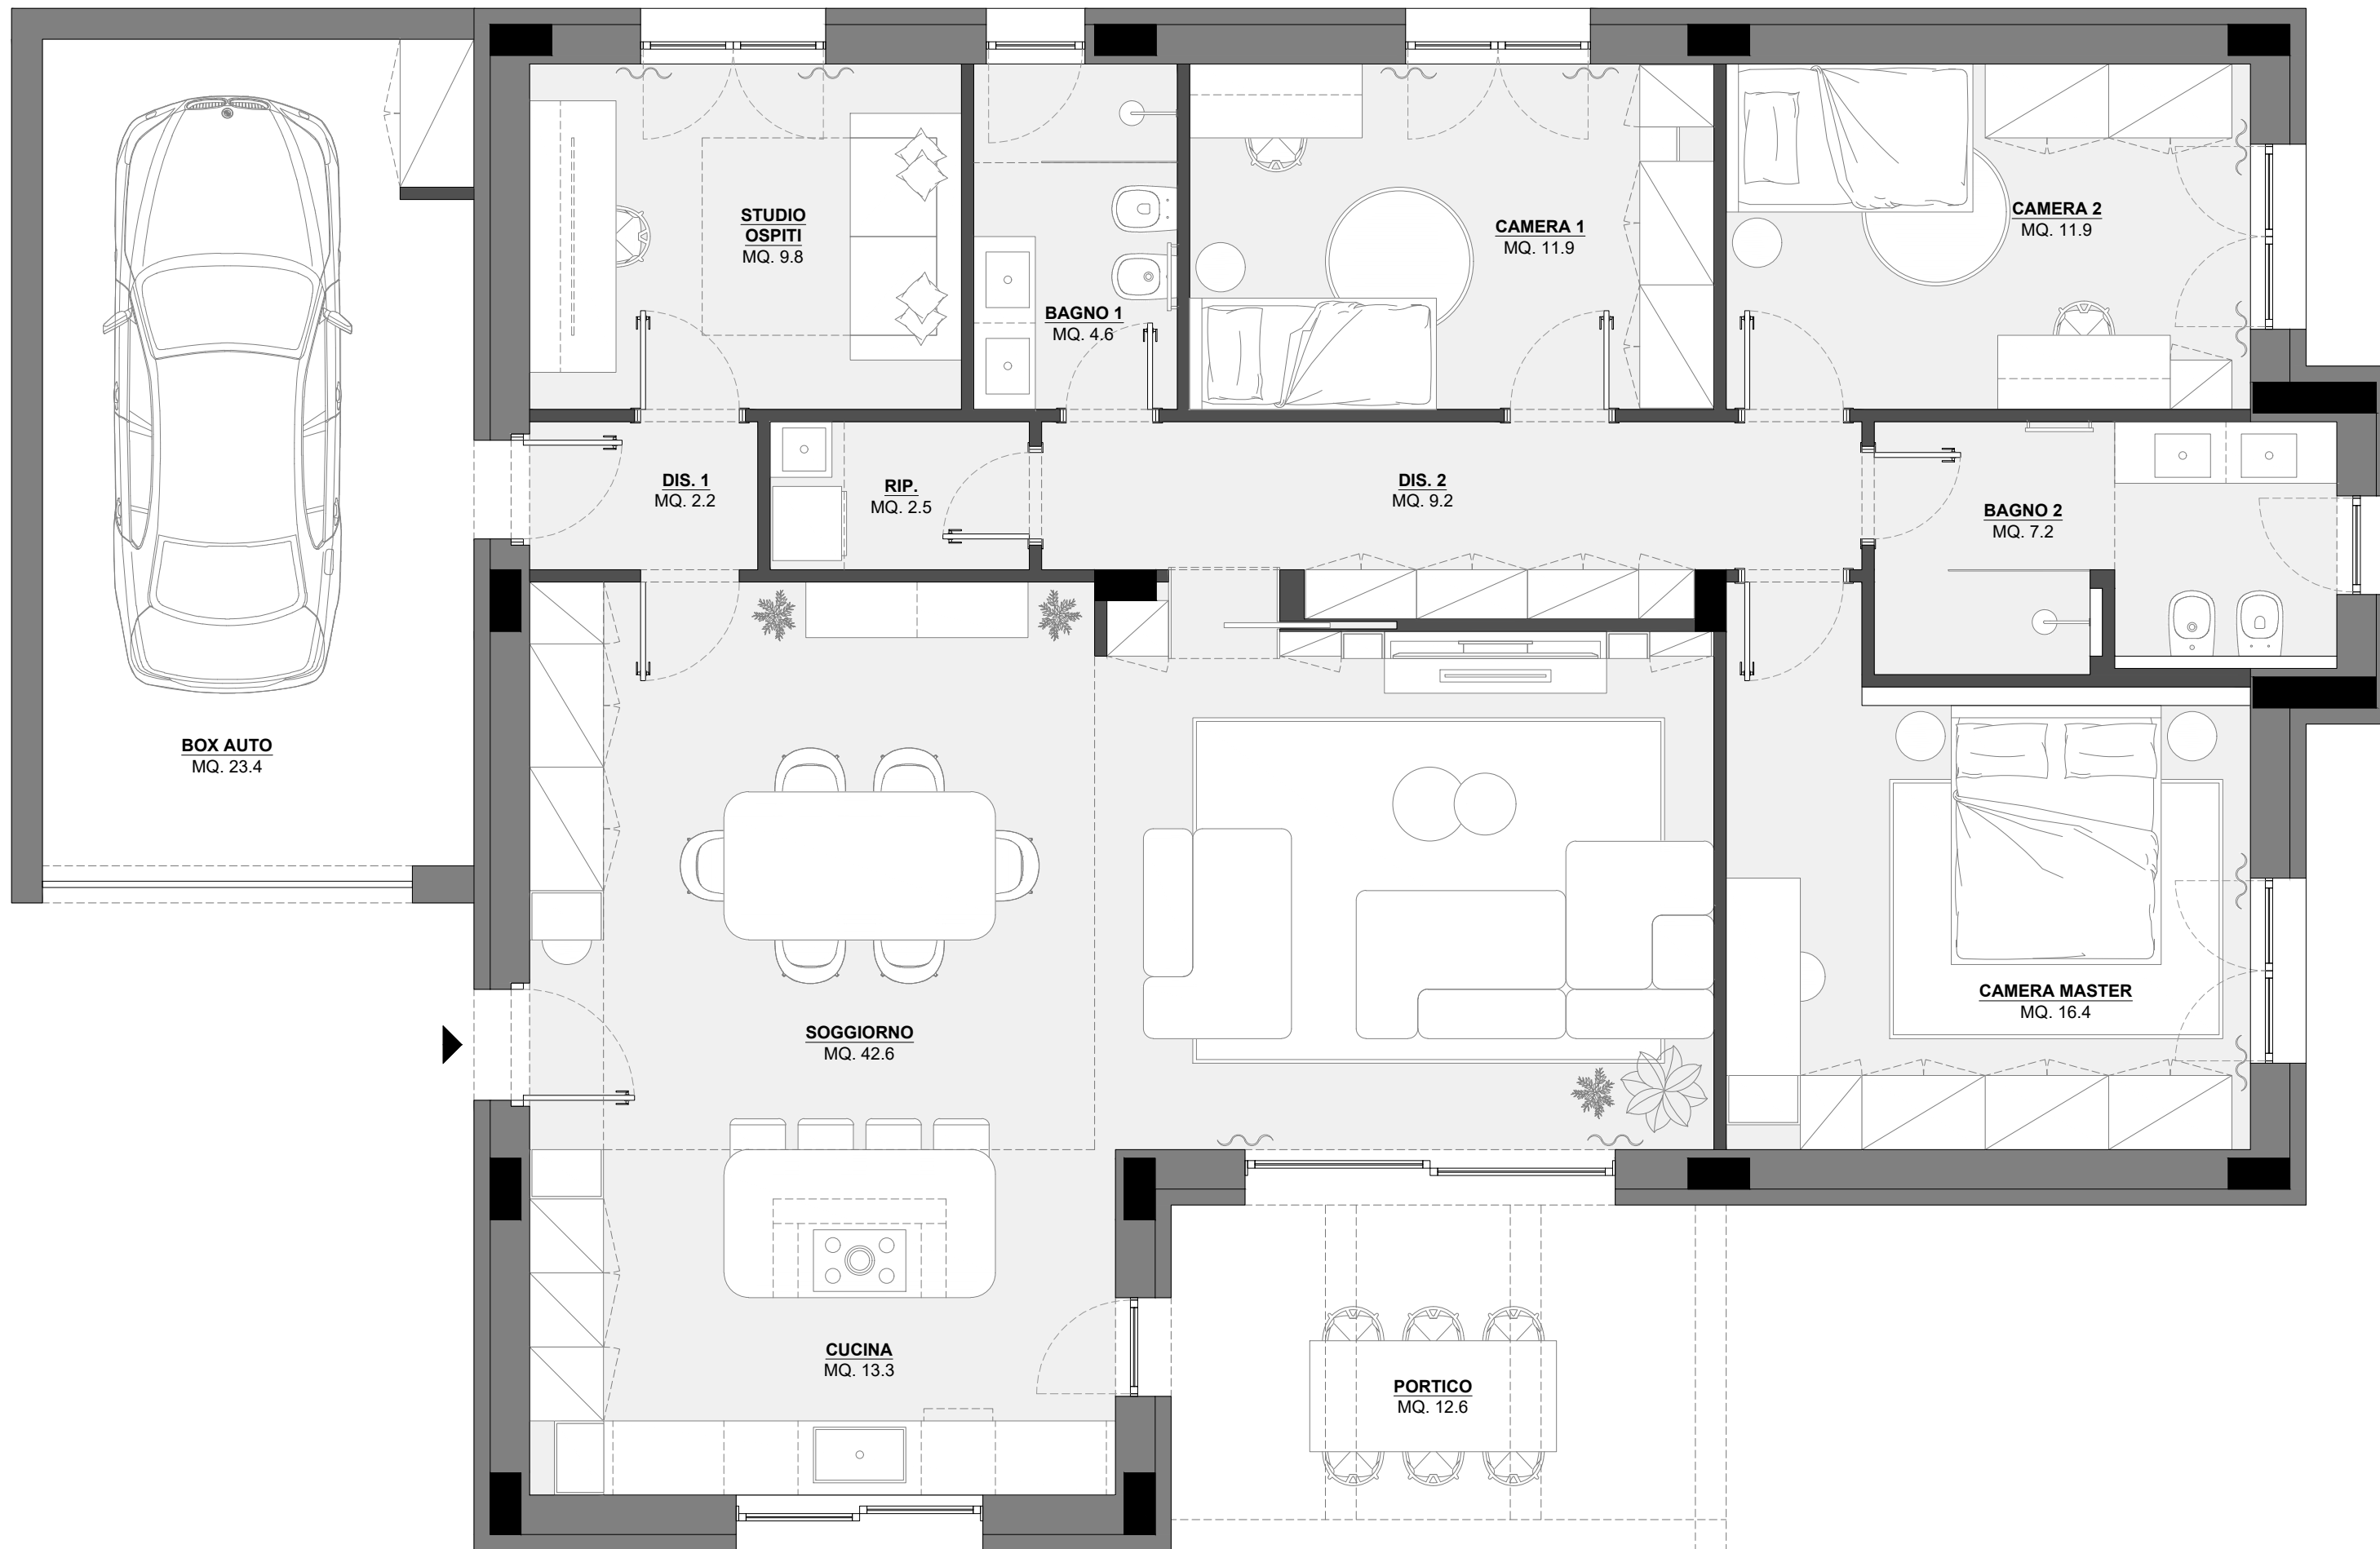 STUDIO
OSPITI
MQ. 9.8
BAGNO 1
MQ. 4.6
CAMERA 1
MQ. 11.9
CAMERA 2
MQ. 11.9
DIS. 1
MQ. 2.2
RIP.
MQ. 2.5
DIS. 2
MQ. 9.2
BAGNO 2
MQ. 7.2
BOX AUTO
MQ. 23.4
SOGGIORNO
MQ. 42.6
CAMERA MASTER
MQ. 16.4
CUCINA
MQ. 13.3
PORTICO
MQ. 12.6